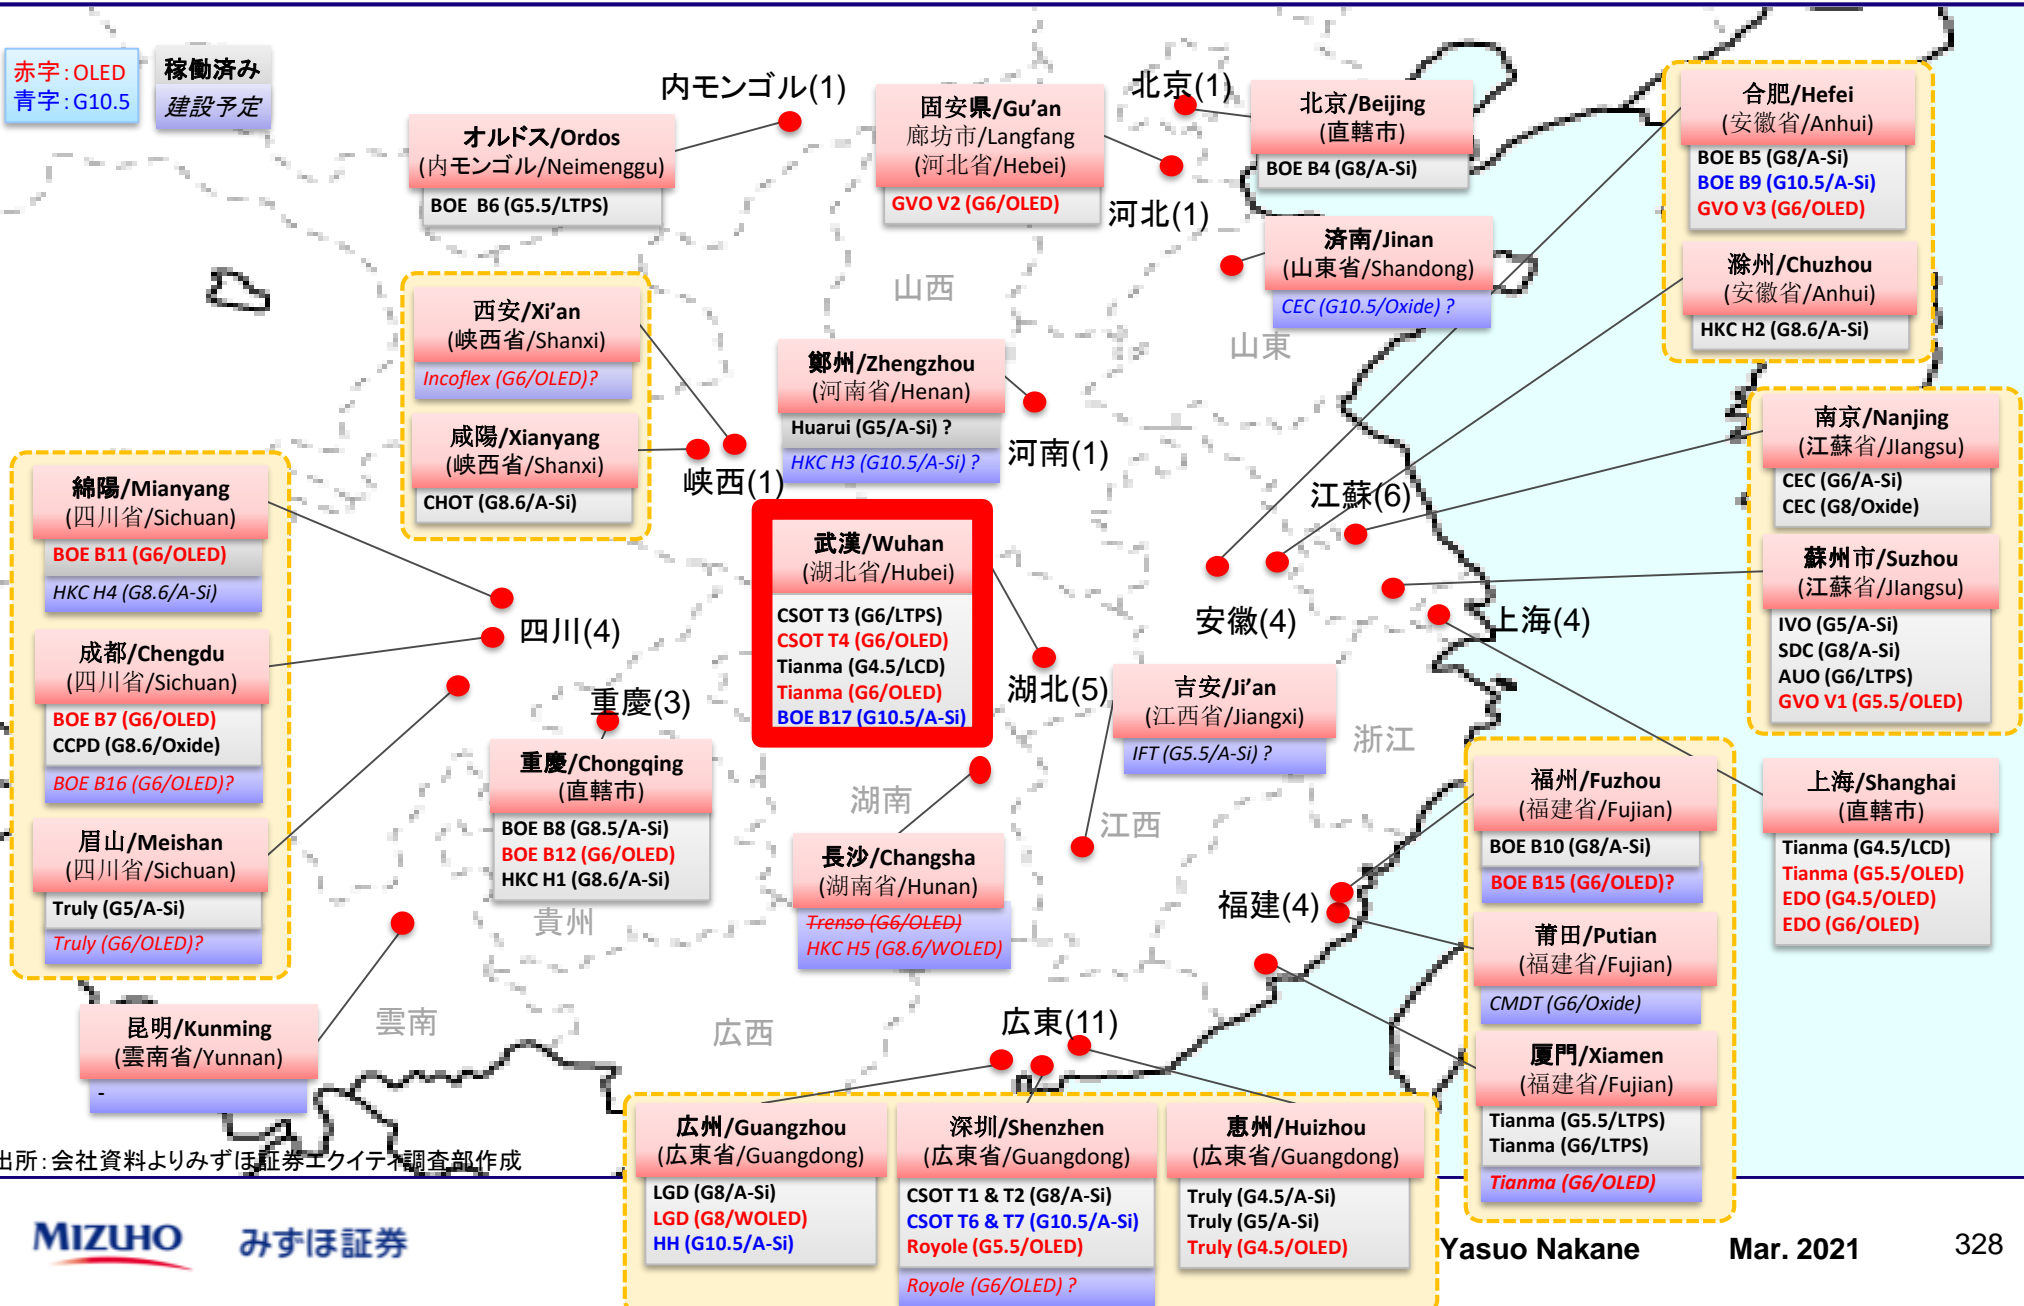 赤字：OLED
青字：G10.5
稼働済み
建設予定
内モンゴル(1)
オルドス/Ordos
(内モンゴル/Neimenggu)
BOE B6 (G5.5/LTPS)
固安県/Gu'an
廊坊市/Langfang
(河北省/Hebei)
GVO V2 (G6/OLED)
河北(1)
北京(1)
北京/Beijing
(直轄市)
BOE B4 (G8/A-Si)
済南/Jinan
(山東省/Shandong)
CEC (G10.5/Oxide) ?
合肥/Hefei
(安徽省/Anhui)
BOE B5 (G8/A-Si)
BOE B9 (G10.5/A-Si)
GVO V3 (G6/OLED)
滁州/Chuzhou
(安徽省/Anhui)
HKC H2 (G8.6/A-Si)
山西
山東
西安/Xi'an
(峡西省/Shanxi)
Incoflex (G6/OLED)?
咸陽/Xianyang
(峡西省/Shanxi)
CHOT (G8.6/A-Si)
峡西(1)
鄭州/Zhengzhou
(河南省/Henan)
Huarui (G5/A-Si) ?
HKC H3 (G10.5/A-Si) ?
河南(1)
南京/Nanjing
(江蘇省/JIangsu)
CEC (G6/A-Si)
CEC (G8/Oxide)
蘇州市/Suzhou
(江蘇省/JIangsu)
IVO (G5/A-Si)
SDC (G8/A-Si)
AUO (G6/LTPS)
GVO V1 (G5.5/OLED)
江蘇(6)
安徽(4)
上海(4)
綿陽/Mianyang
(四川省/Sichuan)
BOE B11 (G6/OLED)
HKC H4 (G8.6/A-Si)
成都/Chengdu
(四川省/Sichuan)
BOE B7 (G6/OLED)
CCPD (G8.6/Oxide)
BOE B16 (G6/OLED)?
眉山/Meishan
(四川省/Sichuan)
Truly (G5/A-Si)
Truly (G6/OLED)?
四川(4)
武漢/Wuhan
(湖北省/Hubei)
CSOT T3 (G6/LTPS)
CSOT T4 (G6/OLED)
Tianma (G4.5/LCD)
Tianma (G6/OLED)
BOE B17 (G10.5/A-Si)
湖北(5)
重慶(3)
重慶/Chongqing
(直轄市)
BOE B8 (G8.5/A-Si)
BOE B12 (G6/OLED)
HKC H1 (G8.6/A-Si)
吉安/Ji'an
(江西省/Jiangxi)
IFT (G5.5/A-Si) ?
浙江
湖南
江西
長沙/Changsha
(湖南省/Hunan)
Trenso (G6/OLED)
HKC H5 (G8.6/WOLED)
貴州
福建(4)
福州/Fuzhou
(福建省/Fujian)
BOE B10 (G8/A-Si)
BOE B15 (G6/OLED)?
莆田/Putian
(福建省/Fujian)
CMDT (G6/Oxide)
厦門/Xiamen
(福建省/Fujian)
Tianma (G5.5/LTPS)
Tianma (G6/LTPS)
Tianma (G6/OLED)
上海/Shanghai
(直轄市)
Tianma (G4.5/LCD)
Tianma (G5.5/OLED)
EDO (G4.5/OLED)
EDO (G6/OLED)
昆明/Kunming
(雲南省/Yunnan)
-
雲南
広西
広東(11)
広州/Guangzhou
(広東省/Guangdong)
LGD (G8/A-Si)
LGD (G8/WOLED)
HH (G10.5/A-Si)
深圳/Shenzhen
(広東省/Guangdong)
CSOT T1 & T2 (G8/A-Si)
CSOT T6 & T7 (G10.5/A-Si)
Royole (G5.5/OLED)
Royole (G6/OLED) ?
恵州/Huizhou
(広東省/Guangdong)
Truly (G4.5/A-Si)
Truly (G5/A-Si)
Truly (G4.5/OLED)
出所：会社資料よりみずほ証券エクイティ調査部作成
MIZUHO みずほ証券
Yasuo Nakane Mar. 2021 328